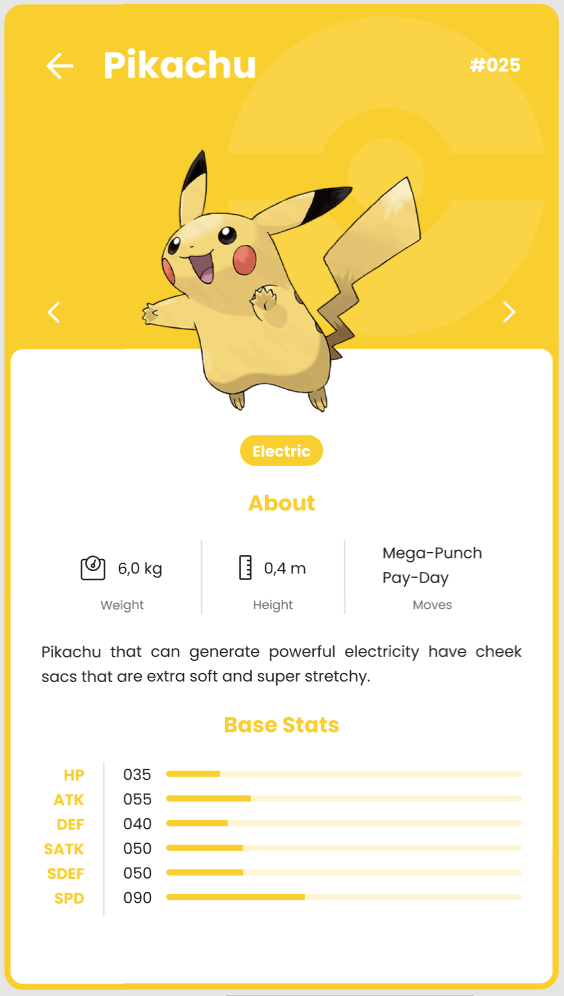 Pikachu
#025
Electric
About
6,0 kg
Weight
0,4 m
Height
Mega-Punch
Pay-Day
Moves
Pikachu that can generate powerful electricity have cheek
sacs that are extra soft and super stretchy.
Base Stats
HP 035
ATK 055
DEF 040
SATK 050
SDEF 050
SPD 090